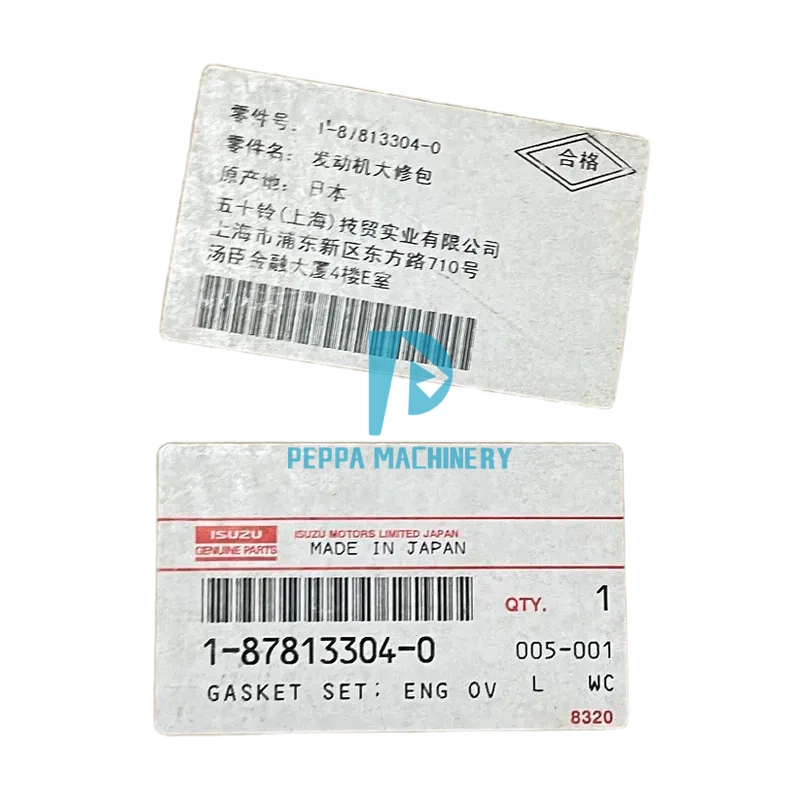 零件号: 1-87813304-0
零件名: 发动机大修包
合格
原产地: 日本
五十铃(上海)技贸实业有限公司
上海市浦东新区东方路710号
汤臣金融大厦4楼E室
PEPPA MACHINERY
ISUZU
GENUINE PARTS
ISUZU MOTORS LIMITED JAPAN
MADE IN JAPAN
QTY. 1
1-87813304-0 005-001
GASKET SET; ENG OV L WC
8320